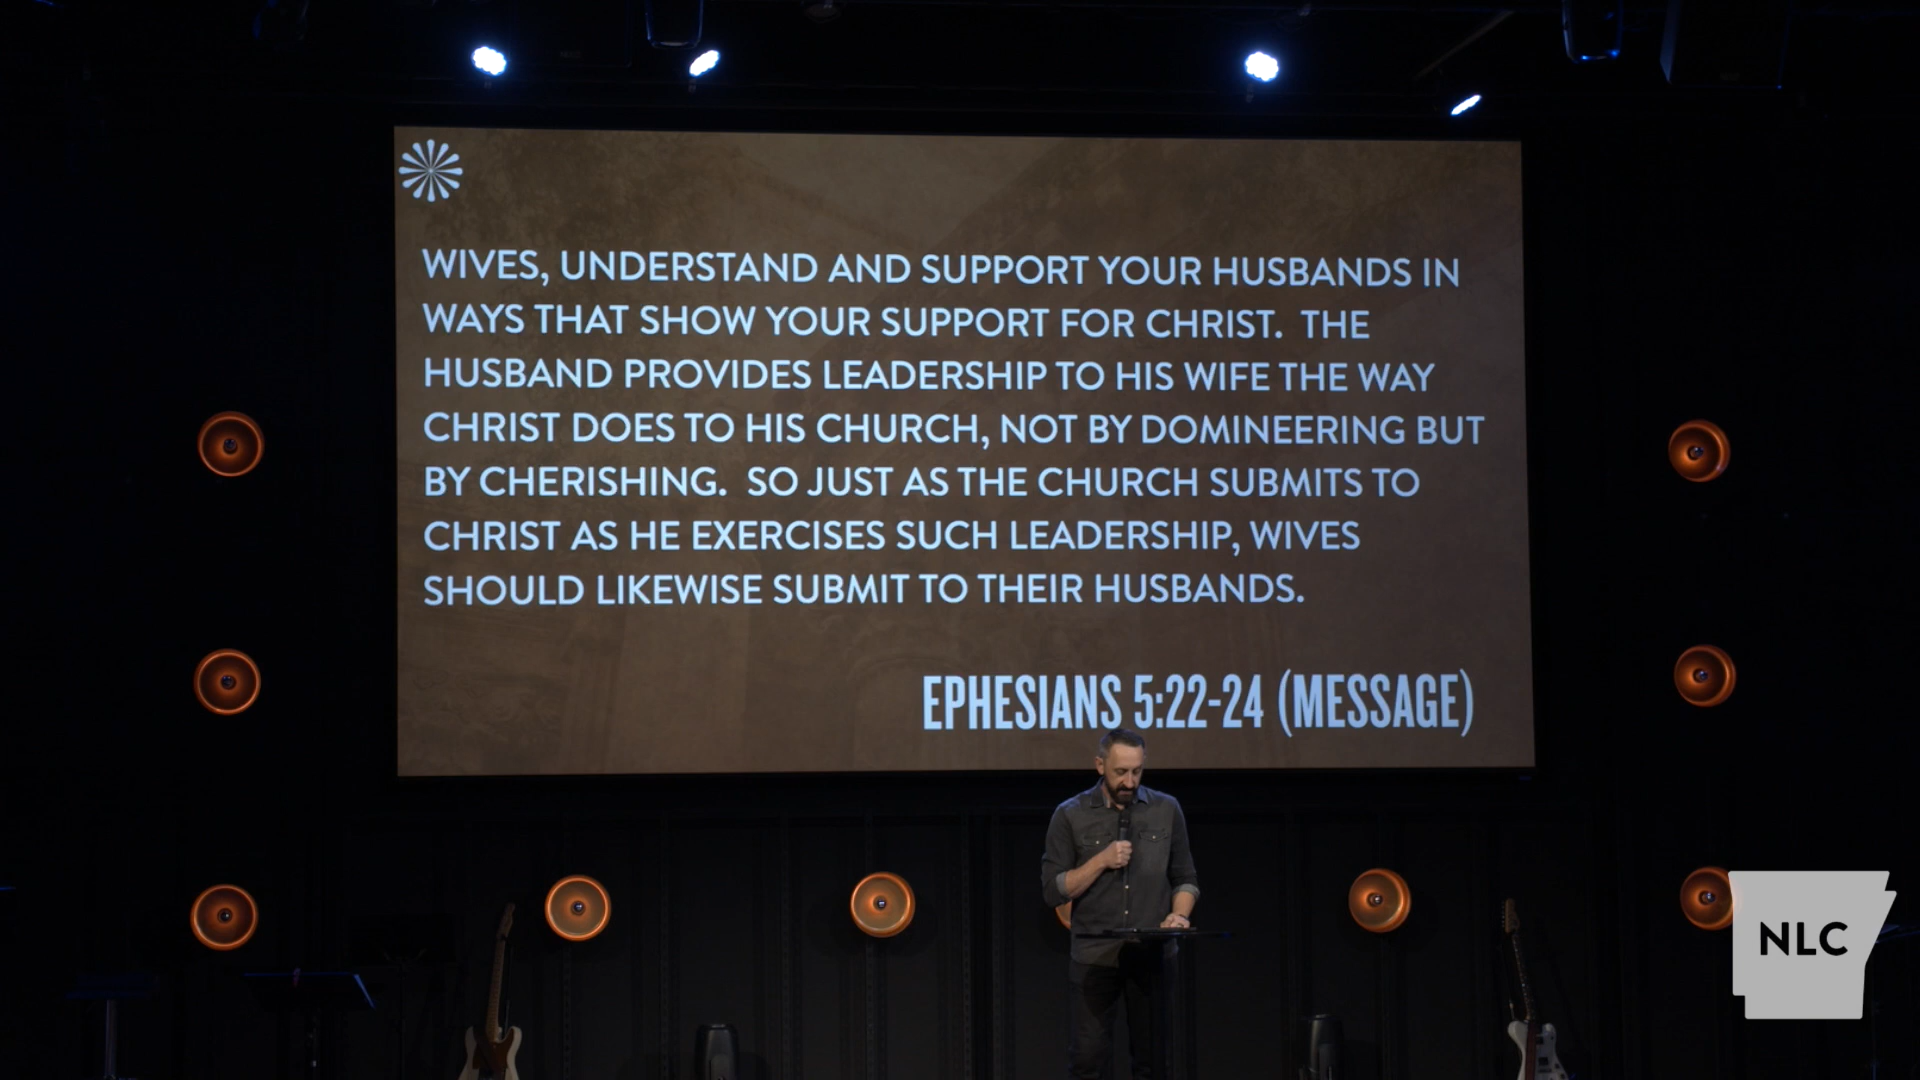 WIVES, UNDERSTAND AND SUPPORT YOUR HUSBANDS IN
WAYS THAT SHOW YOUR SUPPORT FOR CHRIST.  THE
HUSBAND PROVIDES LEADERSHIP TO HIS WIFE THE WAY
CHRIST DOES TO HIS CHURCH, NOT BY DOMINEERING BUT
BY CHERISHING.  SO JUST AS THE CHURCH SUBMITS TO
CHRIST AS HE EXERCISES SUCH LEADERSHIP, WIVES
SHOULD LIKEWISE SUBMIT TO THEIR HUSBANDS.
EPHESIANS 5:22-24 (MESSAGE)
NLC